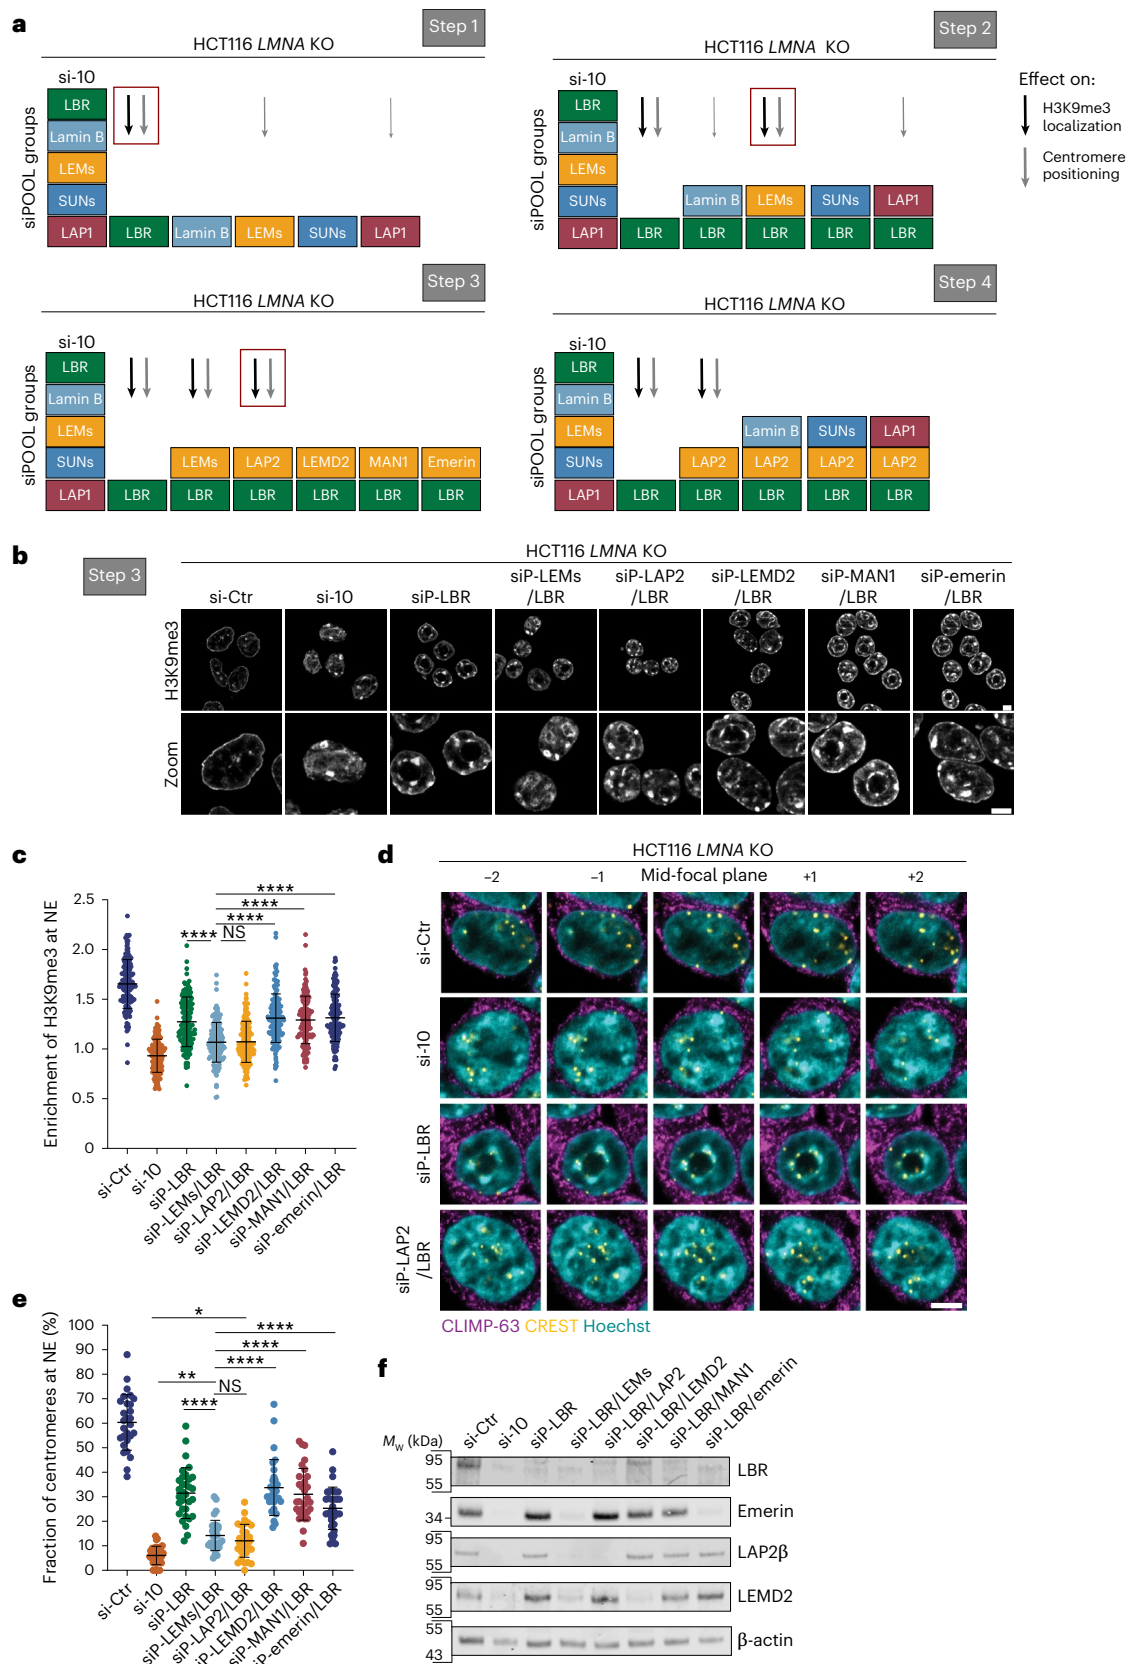 a
Step 1
HCT116 LMNA KO
siPOOL groups
si-10
LBR
Lamin B
LEMs
SUNs
LAP1
LBR
Lamin B
LEMs
SUNs
LAP1
Step 2
HCT116 LMNA KO
siPOOL groups
si-10
LBR
Lamin B
LEMs
SUNs
Lamin B
LEMs
SUNs
LAP1
LAP1
LBR
LBR
LBR
LBR
LBR
Effect on:
H3K9me3
localization
Centromere
positioning
Step 3
HCT116 LMNA KO
siPOOL groups
si-10
LBR
Lamin B
LEMs
SUNs
LEMs
LAP2
LEMD2
MAN1
Emerin
LAP1
LBR
LBR
LBR
LBR
LBR
LBR
Step 4
HCT116 LMNA KO
siPOOL groups
si-10
LBR
Lamin B
LEMs
Lamin B
SUNs
LAP1
SUNs
LAP2
LAP2
LAP2
LAP2
LAP1
LBR
LBR
LBR
LBR
LBR
b
Step 3
HCT116 LMNA KO
si-Ctr
si-10
siP-LBR
siP-LEMs
/LBR
siP-LAP2
/LBR
siP-LEMD2
/LBR
siP-MAN1
/LBR
siP-emerin
/LBR
H3K9me3
Zoom
c
Enrichment of H3K9me3 at NE
2.5
2.0
1.5
1.0
0.5
0
****
****
****
**** NS
si-Ctr
si-10
siP-LBR
siP-LEMs/LBR
siP-LAP2/LBR
siP-LEMD2/LBR
siP-MAN1/LBR
siP-emerin/LBR
d
HCT116 LMNA KO
–2
–1
Mid-focal plane
+1
+2
si-Ctr
si-10
siP-LBR
siP-LAP2
/LBR
CLIMP-63 CREST Hoechst
e
Fraction of centromeres at NE (%)
100
90
80
70
60
50
40
30
20
10
0
*
****
****
****
**
NS
****
si-Ctr
si-10
siP-LBR
siP-LEMs/LBR
siP-LAP2/LBR
siP-LEMD2/LBR
siP-MAN1/LBR
siP-emerin/LBR
f
si-Ctr
si-10
siP-LBR
siP-LBR/LEMs
siP-LBR/LAP2
siP-LBR/LEMD2
siP-LBR/MAN1
siP-LBR/emerin
Mw (kDa)
95
55
LBR
34
Emerin
95
55
LAP2β
95
55
LEMD2
55
43
β-actin